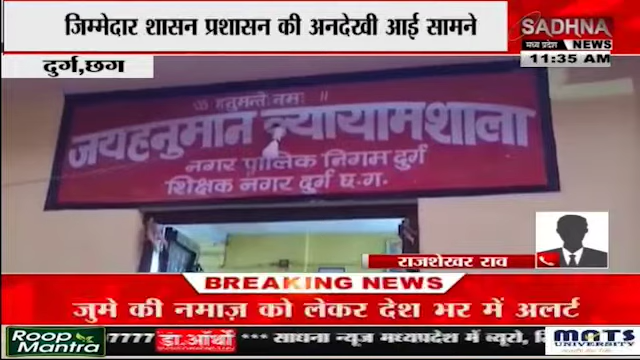 जिम्मेदार शासन प्रशासन की अनदेखी आई सामने
SADHNA
मध्य प्रदेश NEWS
11:35 AM
दुर्ग,छग
ॐ हनुमन्ते नमः ॥
जयहनुमान व्यायामशाला
नगर पालिक निगम दुर्ग
शिक्षक नगर दुर्ग छ.ग.
राजशेखर राव
BREAKING NEWS
जुमे की नमाज़ को लेकर देश भर में अलर्ट
Roop Mantra
77777 डा. ऑर्थो *** साधना न्यूज मध्यप्रदेश में ब्यूरो,
MATS
UNIVERSITY